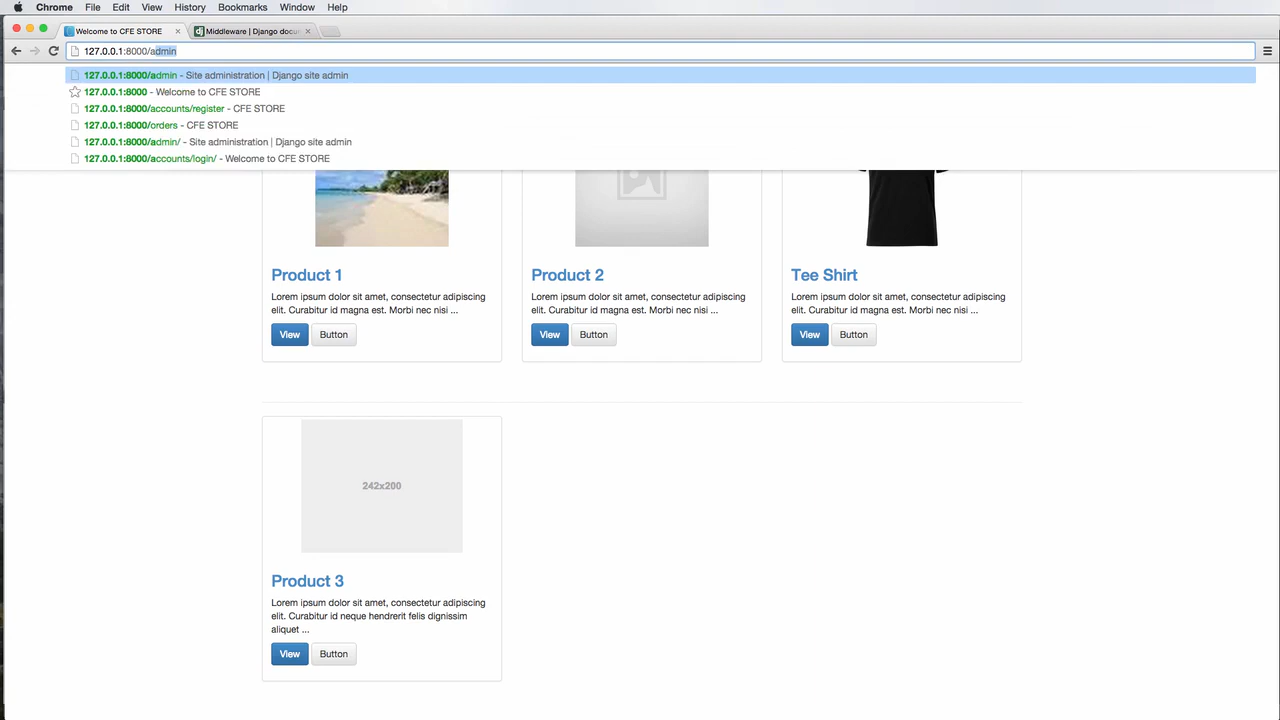 Chrome File Edit View History Bookmarks Window Help
Welcome to CFE STORE × Middleware | Django docu ×
127.0.0.1:8000/admin
127.0.0.1:8000/admin - Site administration | Django site admin
127.0.0.1:8000 - Welcome to CFE STORE
127.0.0.1:8000/accounts/register - CFE STORE
127.0.0.1:8000/orders - CFE STORE
127.0.0.1:8000/admin/ - Site administration | Django site admin
127.0.0.1:8000/accounts/login/ - Welcome to CFE STORE
Product 1
Lorem ipsum dolor sit amet, consectetur adipiscing
elit. Curabitur id magna est. Morbi nec nisi ...
View Button
Product 2
Lorem ipsum dolor sit amet, consectetur adipiscing
elit. Curabitur id magna est. Morbi nec nisi ...
View Button
Tee Shirt
Lorem ipsum dolor sit amet, consectetur adipiscing
elit. Curabitur id magna est. Morbi nec nisi ...
View Button
242x200
Product 3
Lorem ipsum dolor sit amet, consectetur adipiscing
elit. Curabitur id neque hendrerit felis dignissim
aliquet ...
View Button